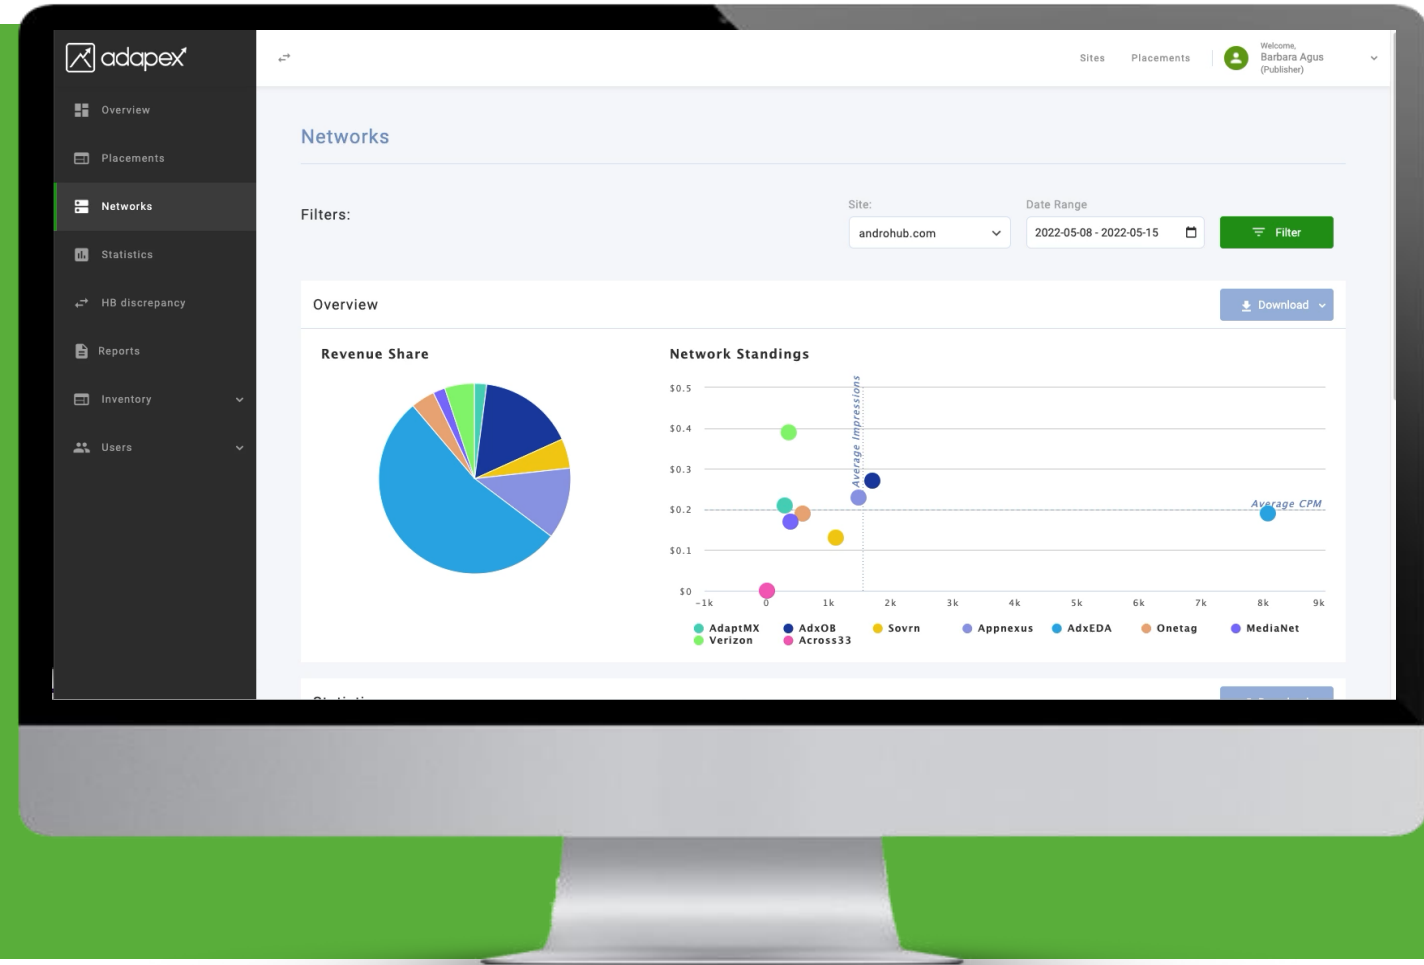 adapex
Overview
Placements
Networks
Statistics
HB discrepancy
Reports
Inventory
Users
Sites Placements
Welcome,
Barbara Agus
(Publisher)
Networks
Filters:
Site:
androhub.com
Date Range
2022-05-08 - 2022-05-15
Filter
Overview
Download
Revenue Share
Network Standings
$0.5
$0.4
$0.3
$0.2
$0.1
$0
Average Impressions
Average CPM
-1k 0 1k 2k 3k 4k 5k 6k 7k 8k 9k
AdaptMX AdxOB Sovrn Appnexus AdxEDA Onetag MediaNet
Verizon Across33